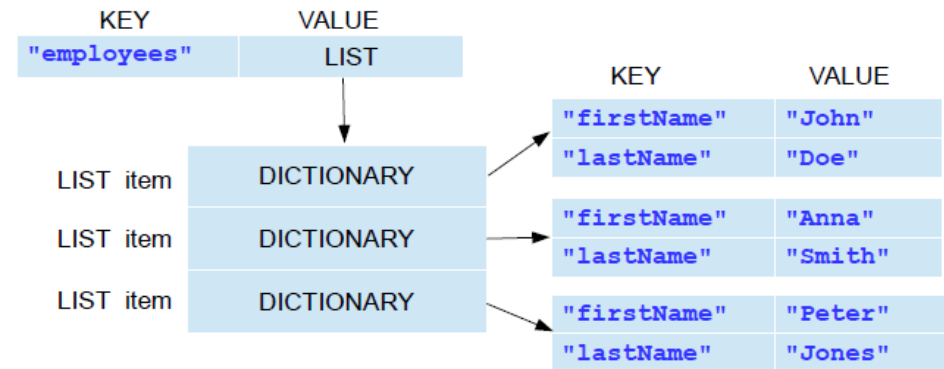 KEY VALUE
"employees" LIST
KEY VALUE
"firstName" "John"
"lastName" "Doe"
LIST item DICTIONARY
"firstName" "Anna"
"lastName" "Smith"
LIST item DICTIONARY
LIST item DICTIONARY
"firstName" "Peter"
"lastName" "Jones"